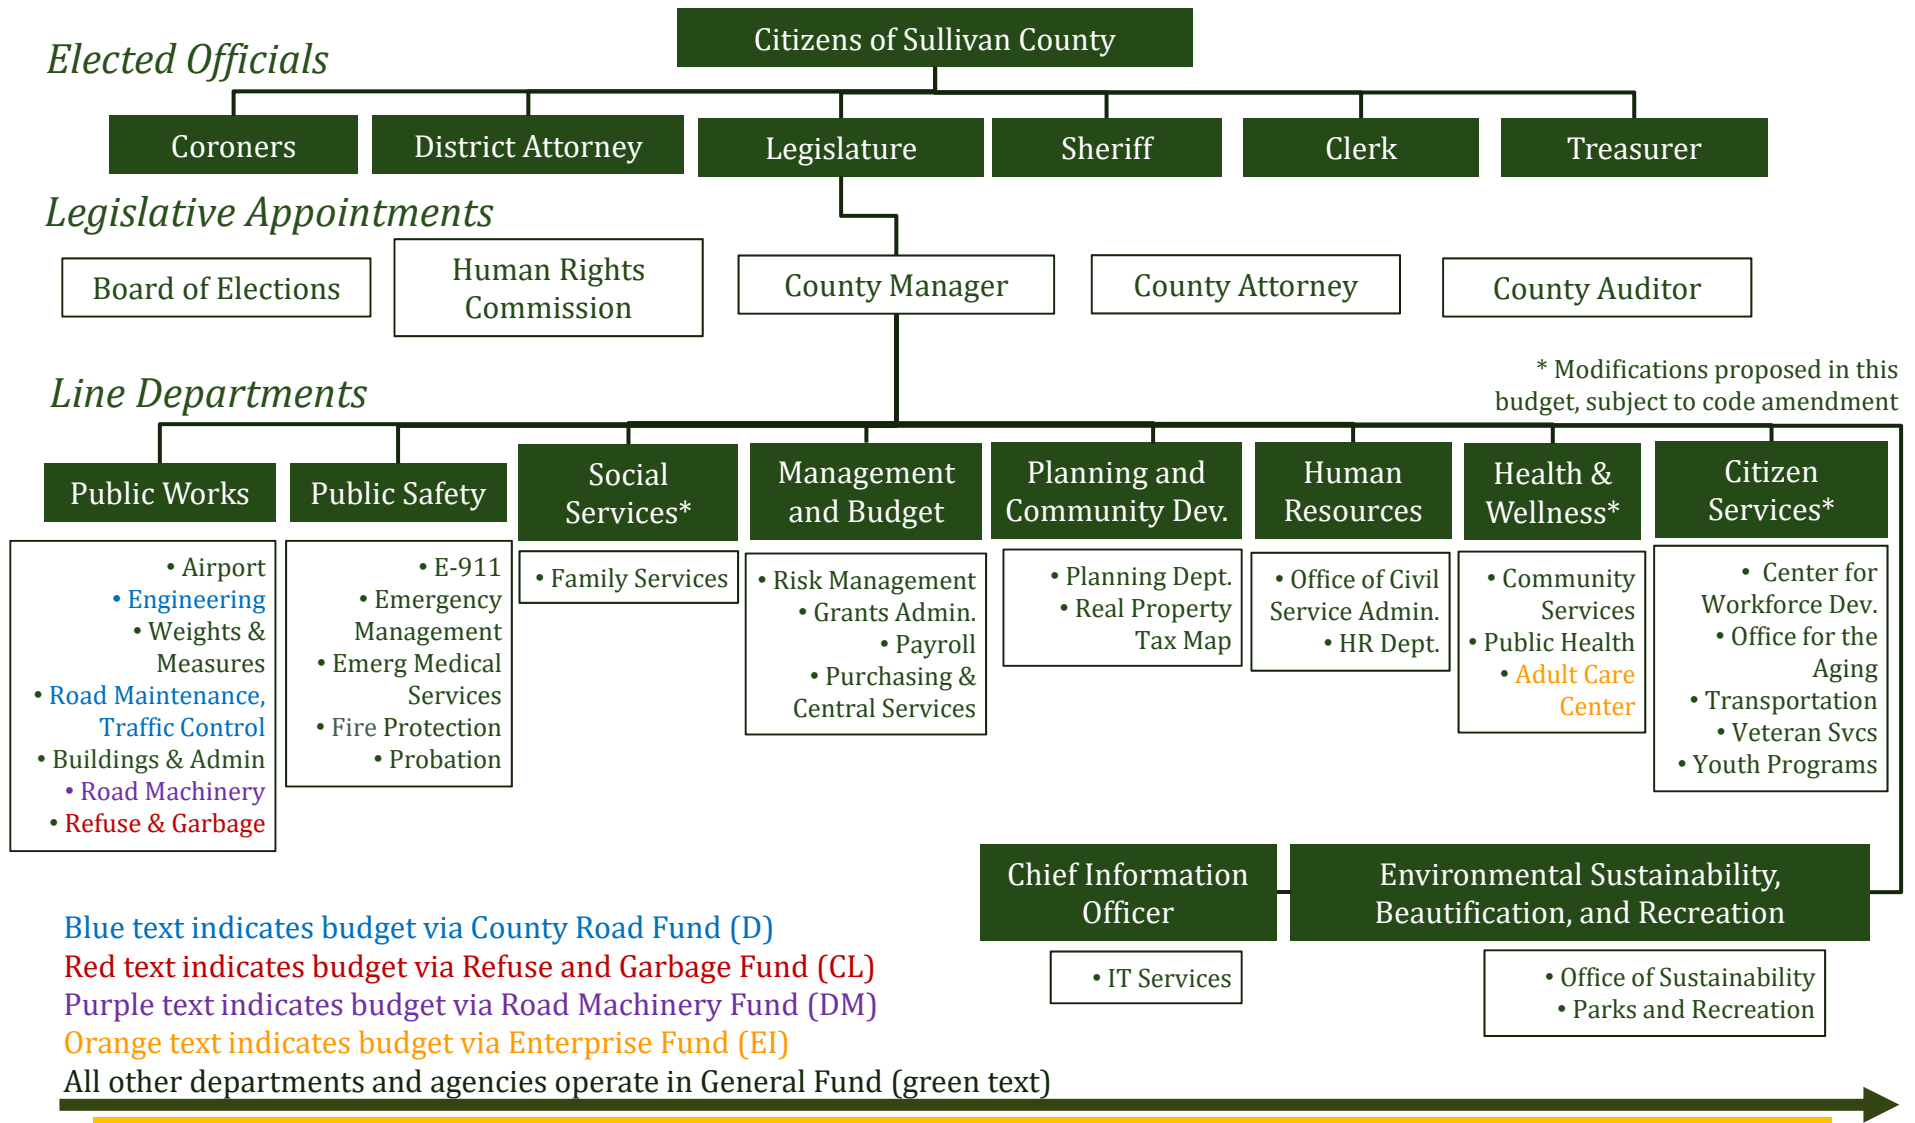 Citizens of Sullivan County
Elected Officials
Coroners
District Attorney
Legislature
Sheriff
Clerk
Treasurer
Legislative Appointments
Board of Elections
Human Rights
Commission
County Manager
County Attorney
County Auditor
* Modifications proposed in this
budget, subject to code amendment
Line Departments
Public Works
• Airport
• Engineering
• Weights &
Measures
• Road Maintenance,
Traffic Control
• Buildings & Admin
• Road Machinery
• Refuse & Garbage
Public Safety
• E-911
• Emergency
Management
• Emerg Medical
Services
• Fire Protection
• Probation
Social
Services*
• Family Services
Management
and Budget
• Risk Management
• Grants Admin.
• Payroll
• Purchasing &
Central Services
Planning and
Community Dev.
• Planning Dept.
• Real Property
Tax Map
Human
Resources
• Office of Civil
Service Admin.
• HR Dept.
Health &
Wellness*
• Community
Services
• Public Health
• Adult Care
Center
Citizen
Services*
• Center for
Workforce Dev.
• Office for the
Aging
• Transportation
• Veteran Svcs
• Youth Programs
Chief Information
Officer
• IT Services
Environmental Sustainability,
Beautification, and Recreation
• Office of Sustainability
• Parks and Recreation
Blue text indicates budget via County Road Fund (D)
Red text indicates budget via Refuse and Garbage Fund (CL)
Purple text indicates budget via Road Machinery Fund (DM)
Orange text indicates budget via Enterprise Fund (EI)
All other departments and agencies operate in General Fund (green text)